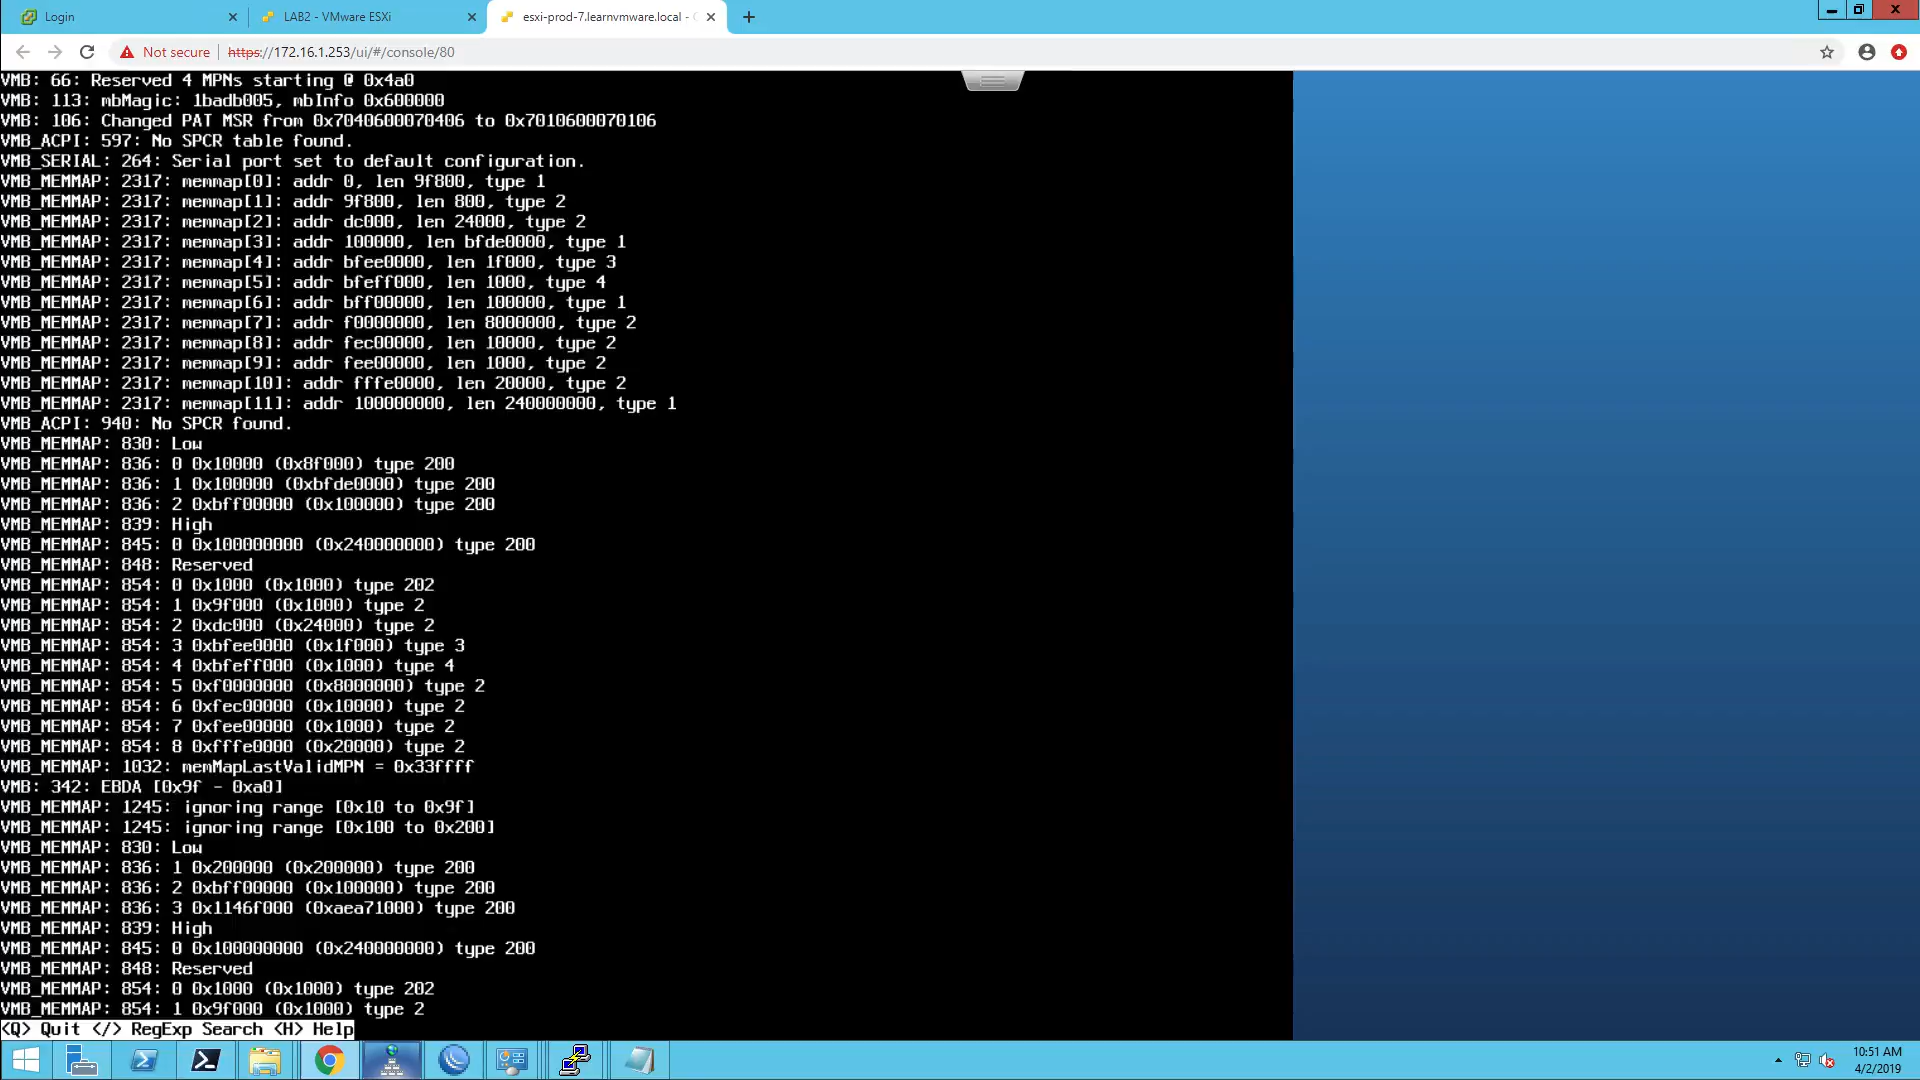 Login
LAB2 - VMware ESXi
esxi-prod-7.learnvmware.local -
Not secure
https://172.16.1.253/ui/#/console/80
VMB: 66: Reserved 4 MPNs starting @ 0x4a0
VMB: 113: mbMagic: 1badb005, mbInfo 0x600000
VMB: 106: Changed PAT MSR from 0x7040600070406 to 0x7010600070106
VMB_ACPI: 597: No SPCR table found.
VMB_SERIAL: 264: Serial port set to default configuration.
VMB_MEMMAP: 2317: memmap[0]: addr 0, len 9f800, type 1
VMB_MEMMAP: 2317: memmap[1]: addr 9f800, len 800, type 2
VMB_MEMMAP: 2317: memmap[2]: addr dc000, len 24000, type 2
VMB_MEMMAP: 2317: memmap[3]: addr 100000, len bfde0000, type 1
VMB_MEMMAP: 2317: memmap[4]: addr bfee0000, len 1f000, type 3
VMB_MEMMAP: 2317: memmap[5]: addr bfeff000, len 1000, type 4
VMB_MEMMAP: 2317: memmap[6]: addr bff00000, len 100000, type 1
VMB_MEMMAP: 2317: memmap[7]: addr f0000000, len 8000000, type 2
VMB_MEMMAP: 2317: memmap[8]: addr fec00000, len 10000, type 2
VMB_MEMMAP: 2317: memmap[9]: addr fee00000, len 1000, type 2
VMB_MEMMAP: 2317: memmap[10]: addr fffe0000, len 20000, type 2
VMB_MEMMAP: 2317: memmap[11]: addr 100000000, len 240000000, type 1
VMB_ACPI: 940: No SPCR found.
VMB_MEMMAP: 830: Low
VMB_MEMMAP: 836: 0 0x10000 (0x8f000) type 200
VMB_MEMMAP: 836: 1 0x100000 (0xbfde0000) type 200
VMB_MEMMAP: 836: 2 0xbff00000 (0x100000) type 200
VMB_MEMMAP: 839: High
VMB_MEMMAP: 845: 0 0x100000000 (0x240000000) type 200
VMB_MEMMAP: 848: Reserved
VMB_MEMMAP: 854: 0 0x1000 (0x1000) type 202
VMB_MEMMAP: 854: 1 0x9f000 (0x1000) type 2
VMB_MEMMAP: 854: 2 0xdc000 (0x24000) type 2
VMB_MEMMAP: 854: 3 0xbfee0000 (0x1f000) type 3
VMB_MEMMAP: 854: 4 0xbfeff000 (0x1000) type 4
VMB_MEMMAP: 854: 5 0xf0000000 (0x8000000) type 2
VMB_MEMMAP: 854: 6 0xfec00000 (0x10000) type 2
VMB_MEMMAP: 854: 7 0xfee00000 (0x1000) type 2
VMB_MEMMAP: 854: 8 0xfffe0000 (0x20000) type 2
VMB_MEMMAP: 1032: memMapLastValidMPN = 0x33ffff
VMB: 342: EBDA [0x9f - 0xa0]
VMB_MEMMAP: 1245: ignoring range [0x10 to 0x9f]
VMB_MEMMAP: 1245: ignoring range [0x100 to 0x200]
VMB_MEMMAP: 830: Low
VMB_MEMMAP: 836: 1 0x200000 (0x200000) type 200
VMB_MEMMAP: 836: 2 0xbff00000 (0x100000) type 200
VMB_MEMMAP: 836: 3 0x1146f000 (0xaea71000) type 200
VMB_MEMMAP: 839: High
VMB_MEMMAP: 845: 0 0x100000000 (0x240000000) type 200
VMB_MEMMAP: 848: Reserved
VMB_MEMMAP: 854: 0 0x1000 (0x1000) type 202
VMB_MEMMAP: 854: 1 0x9f000 (0x1000) type 2
<Q> Quit </> RegExp Search <H> Help
10:51 AM
4/2/2019